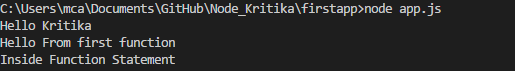 C:\Users\mca\Documents\GitHub\Node_Kritika\firstapp>node app.js
Hello Kritika
Hello From first function
Inside Function Statement